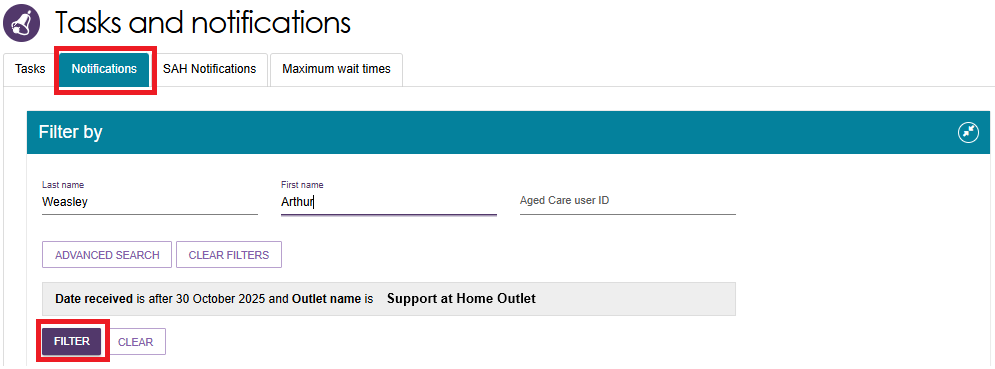 Tasks and notifications
Tasks Notifications SAH Notifications Maximum wait times
Filter by
Last name First name
Weasley Arthur Aged Care user ID
ADVANCED SEARCH CLEAR FILTERS
Date received is after 30 October 2025 and Outlet name is Support at Home Outlet
FILTER CLEAR